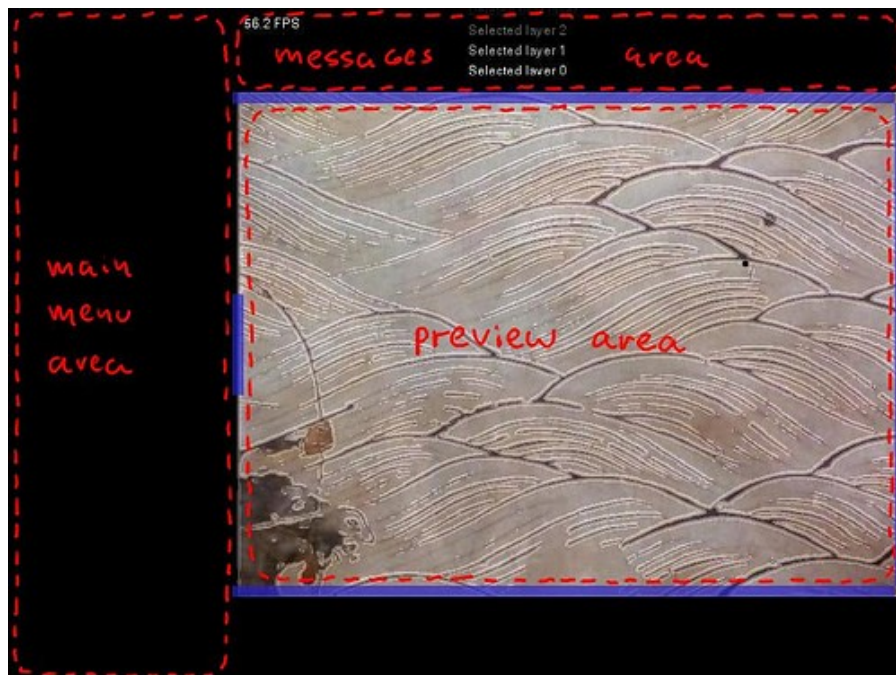 56.2 FPS
Selected layer 2
messages area
Selected layer 1
Selected layer 0
main
menu
area
preview area